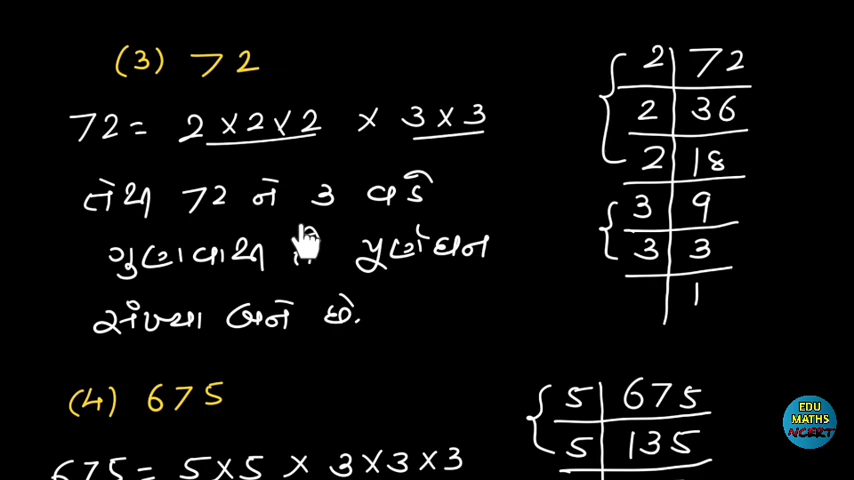 (3) 72
72 = 2 × 2 × 2 × 3 × 3
તેથી 72 ને 3 વડે
ગુણવાથી પુર્ણઘન
સંખ્યા બને છે.
2 | 72
2 | 36
2 | 18
3 | 9
3 | 3
1
(4) 675
675 = 5 × 5 × 3 × 3 × 3
5 | 675
5 | 135
EDU
MATHS
NCERT